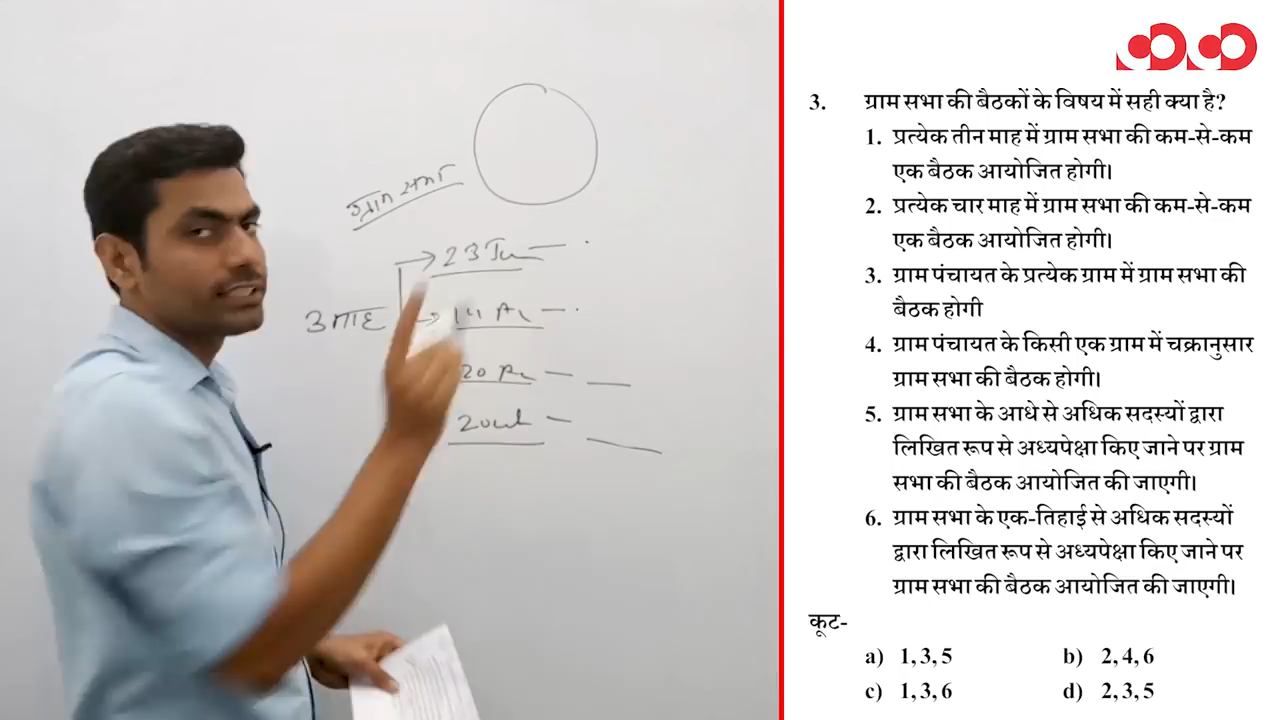 ग्राम सभा
23 Jan
3 माह
14 Ap
20 Au
2 Oct
3. ग्राम सभा की बैठकों के विषय में सही क्या है?
1. प्रत्येक तीन माह में ग्राम सभा की कम-से-कम
एक बैठक आयोजित होगी।
2. प्रत्येक चार माह में ग्राम सभा की कम-से-कम
एक बैठक आयोजित होगी।
3. ग्राम पंचायत के प्रत्येक ग्राम में ग्राम सभा की
बैठक होगी
4. ग्राम पंचायत के किसी एक ग्राम में चक्रानुसार
ग्राम सभा की बैठक होगी।
5. ग्राम सभा के आधे से अधिक सदस्यों द्वारा
लिखित रूप से अध्यपेक्षा किए जाने पर ग्राम
सभा की बैठक आयोजित की जाएगी।
6. ग्राम सभा के एक-तिहाई से अधिक सदस्यों
द्वारा लिखित रूप से अध्यपेक्षा किए जाने पर
ग्राम सभा की बैठक आयोजित की जाएगी।
कूट-
a) 1, 3, 5 b) 2, 4, 6
c) 1, 3, 6 d) 2, 3, 5